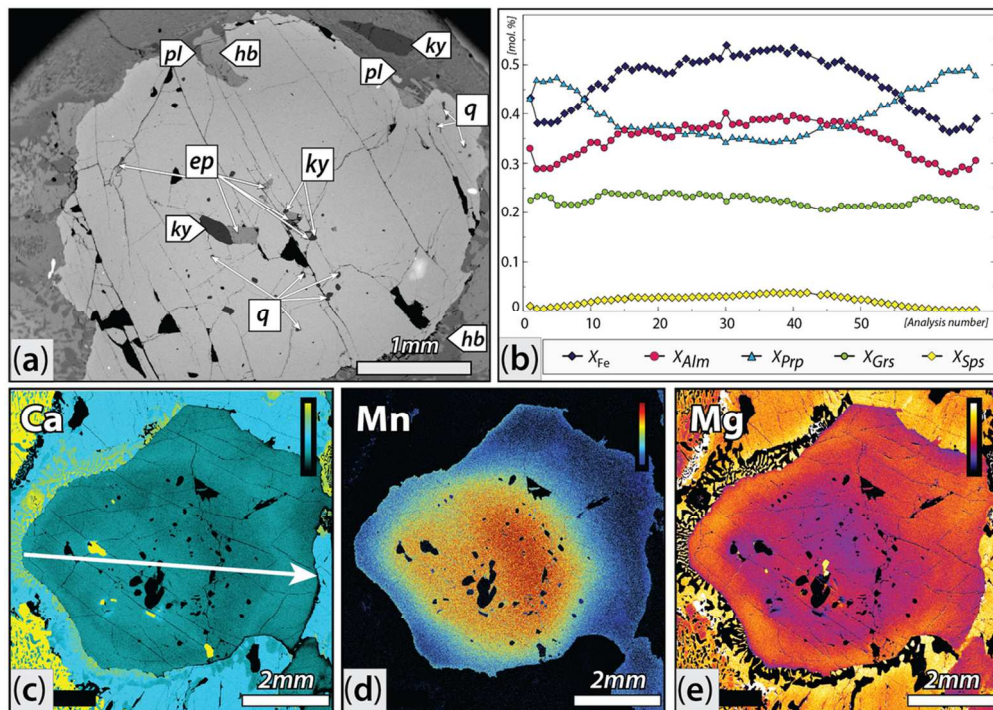 (a)
pl
hb
ky
pl
q
ep
ky
ky
q
hb
1mm
(b)
[mol. %]
0.5
0.4
0.3
0.2
0.1
0
0 10 20 30 40 50
[Analysis number]
XFe XAlm XPrp XGrs XSps
Ca
(c)
2mm
Mn
(d)
2mm
Mg
(e)
2mm